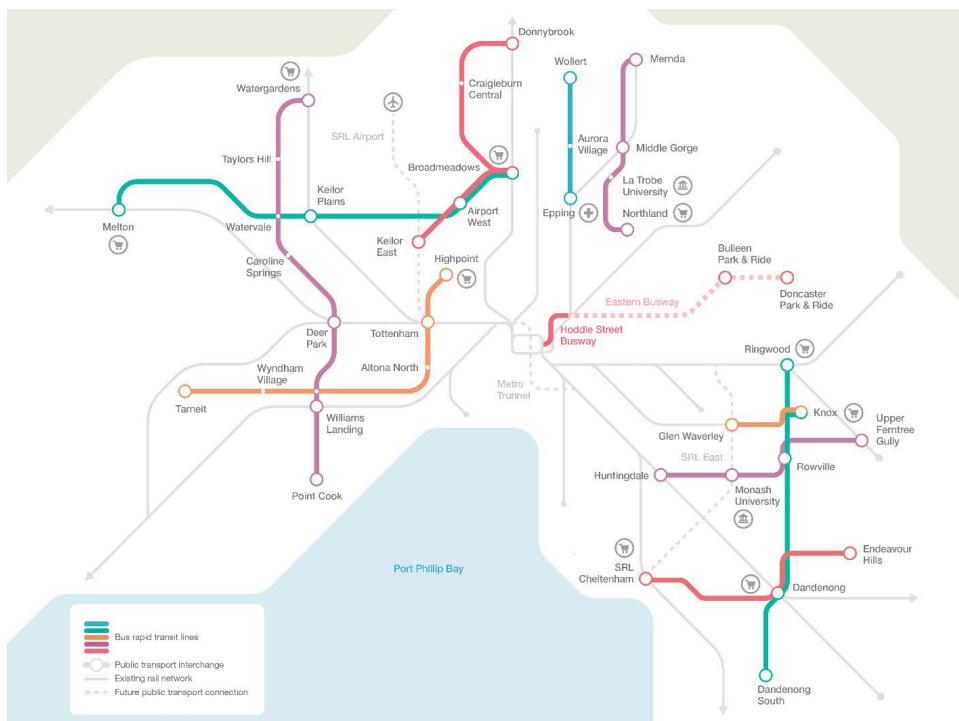 Donnybrook
Wollert
Mernda
Watergardens
Craigieburn
Central
SRL Airport
Aurora
Village
Middle Gorge
Taylors Hill
Broadmeadows
La Trobe
University
Keilor
Plains
Epping
Northland
Airport
West
Melton
Watervale
Keilor
East
Bulleen
Park & Ride
Caroline
Springs
Highpoint
Doncaster
Park & Ride
Eastern Busway
Hoddle Street
Busway
Deer
Park
Tottenham
Ringwood
Wyndham
Village
Altona North
Metro
Trunnel
Tarneit
Knox
Williams
Landing
Glen Waverley
Upper
Ferntree
Gully
SRL East
Huntingdale
Rowville
Point Cook
Monash
University
Endeavour
Hills
Port Phillip Bay
SRL
Cheltenham
Dandenong
Bus rapid transit lines
Public transport interchange
Existing rail network
Future public transport connection
Dandenong
South